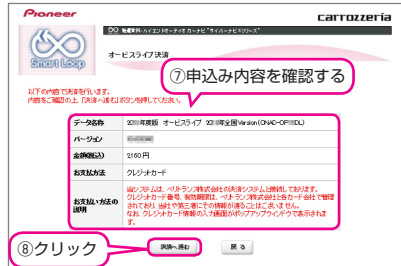 Pioneer
carrozzeria
Smart Loop
オービスライブ決済
⑦申込み内容を確認する
以下の内容で決済を行います。
内容をご確認の上、「決済へ進む」ボタンを押してください。
データ名称 20 年度版 オービスライブ 20 年全国Version(CNAD-OP DL)
バージョン
金額(税込) 2,160 円
お支払方法 クレジットカード
お支払い方法の
説明
当システムは、ベリトランス株式会社の決済システムと接続しております。
クレジットカード番号、有効期限は、ベリトランス株式会社と各カード会社で管理
されており、当社や第三者にその情報が渡ることはございません。
なお、クレジットカード情報の入力画面がポップアップウィンドウで表示されま
す。
⑧クリック
決済へ進む
戻る